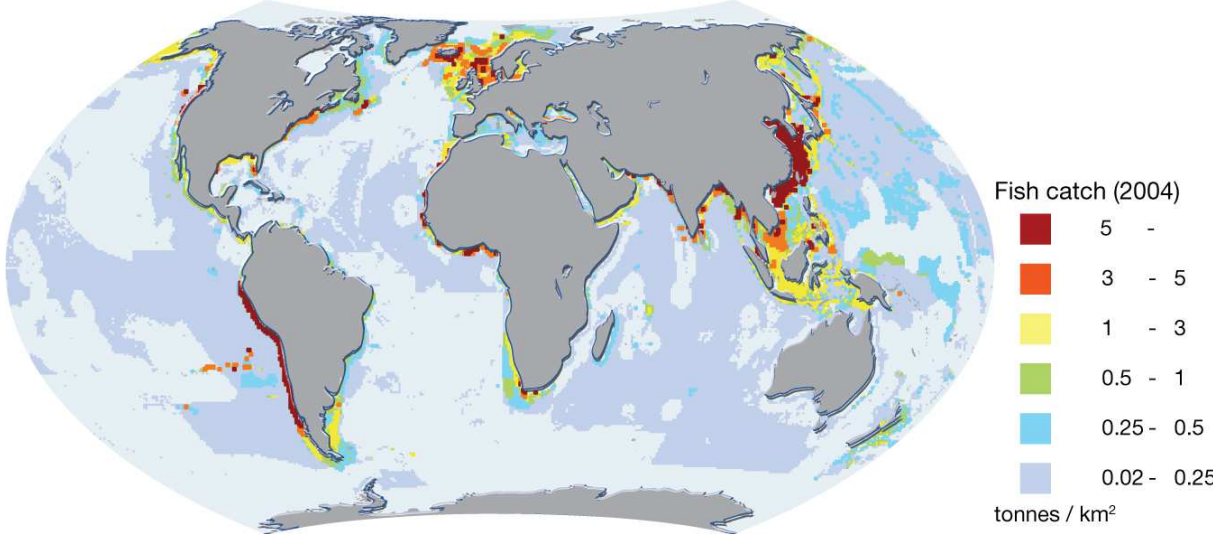 Fish catch (2004)
5 -
3 - 5
1 - 3
0.5 - 1
0.25 - 0.5
0.02 - 0.25
tonnes / km²